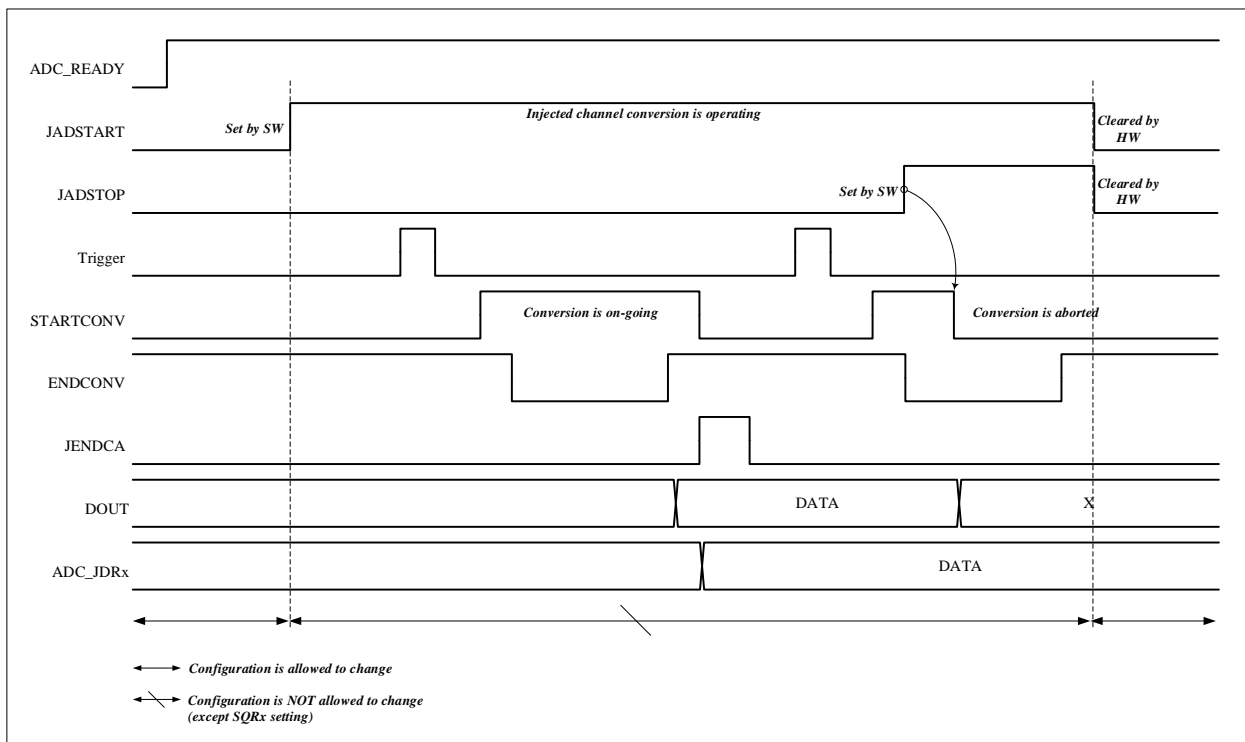 ADC_READY
JADSTART
Set by SW
Injected channel conversion is operating
Cleared by
HW
JADSTOP
Set by SW
Cleared by
HW
Trigger
STARTCONV
Conversion is on-going
Conversion is aborted
ENDCONV
JENDCA
DOUT
DATA
X
ADC_JDRx
DATA
Configuration is allowed to change
Configuration is NOT allowed to change
(except SQRx setting)